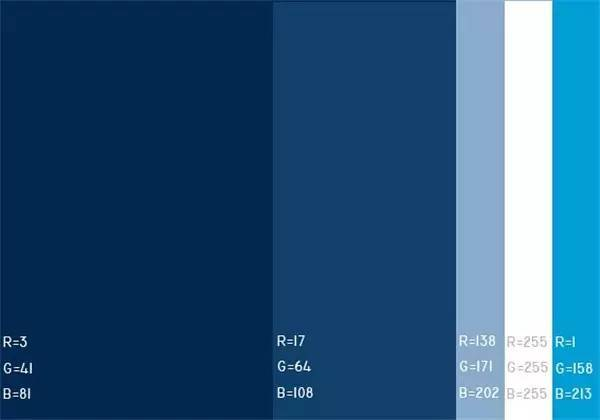 R=3
G=41
B=81
R=17
G=64
B=108
R=138
G=171
B=202
R=255
G=255
B=255
R=1
G=158
B=213